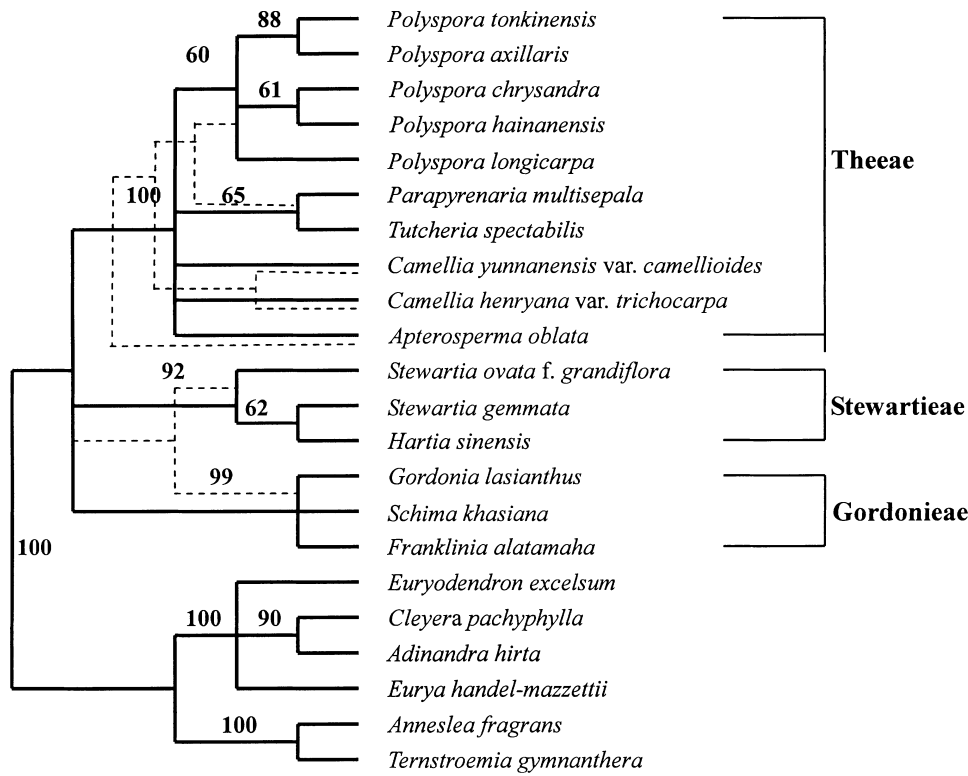 88
Polyspora tonkinensis
60
Polyspora axillaris
61
Polyspora chrysandra
Polyspora hainanensis
Polyspora longicarpa
Theeae
100
65
Parapyrenaria multisepala
Tutcheria spectabilis
Camellia yunnanensis var. camellioides
Camellia henryana var. trichocarpa
Apterosperma oblata
92
Stewartia ovata f. grandiflora
62
Stewartia gemmata
Stewartieae
Hartia sinensis
99
Gordonia lasianthus
Schima khasiana
Gordonieae
100
Franklinia alatamaha
Euryodendron excelsum
100
90
Cleyera pachyphylla
Adinandra hirta
Eurya handel-mazzettii
100
Anneslea fragrans
Ternstroemia gymnanthera